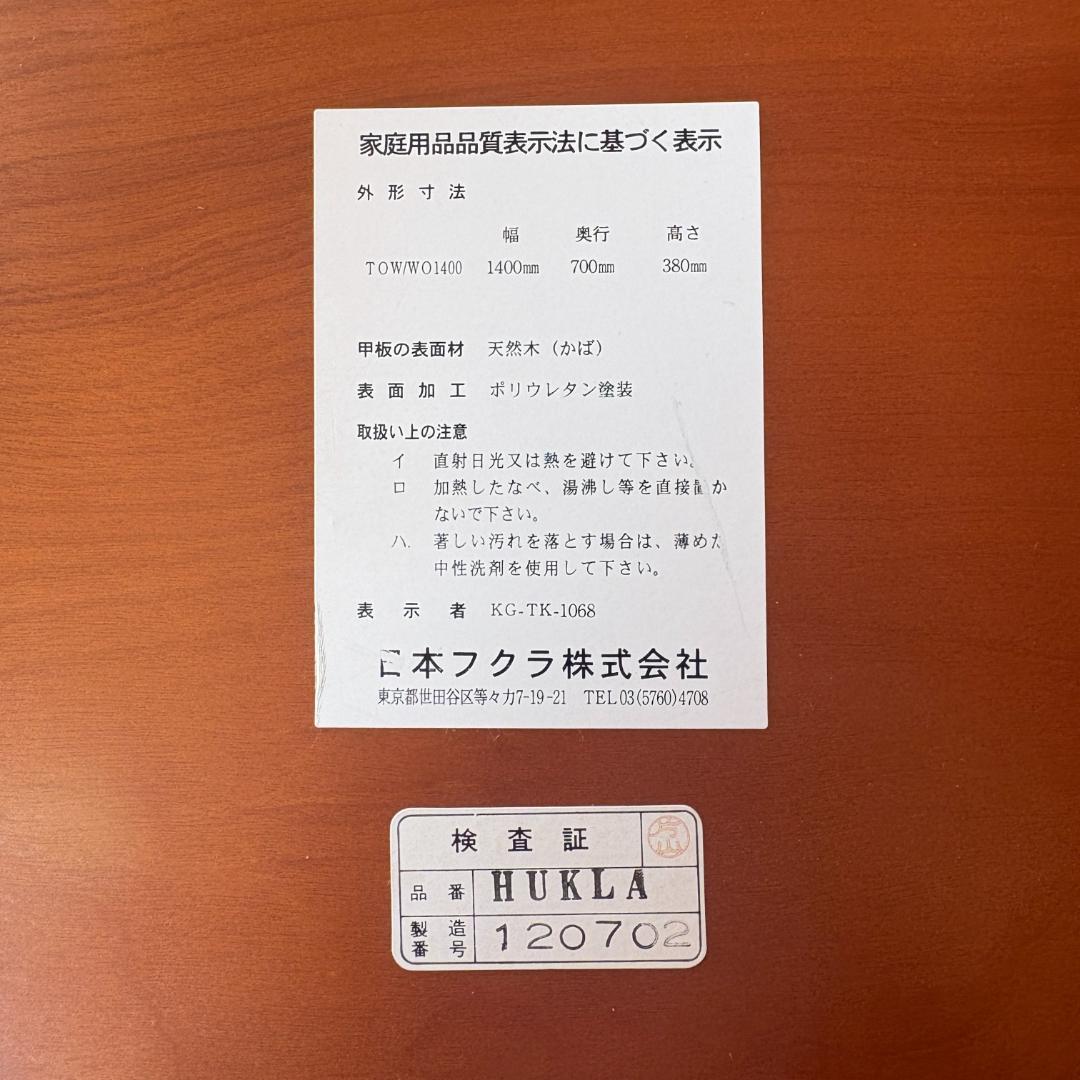 家庭用品品質表示法に基づく表示
外形寸法
幅 奥行 高さ
TOW/WO1400 1400㎜ 700㎜ 380㎜
甲板の表面材 天然木（かば）
表面加工 ポリウレタン塗装
取扱い上の注意
イ 直射日光又は熱を避けて下さい。
ロ 加熱したなべ、湯沸し等を直接置か
ないで下さい。
ハ. 著しい汚れを落とす場合は、薄めた
中性洗剤を使用して下さい。
表示者 KG-TK-1068
日本フクラ株式会社
東京都世田谷区等々力7-19-21 TEL03(5760)4708
検査証
品番 HUKLA
製造番号 120702